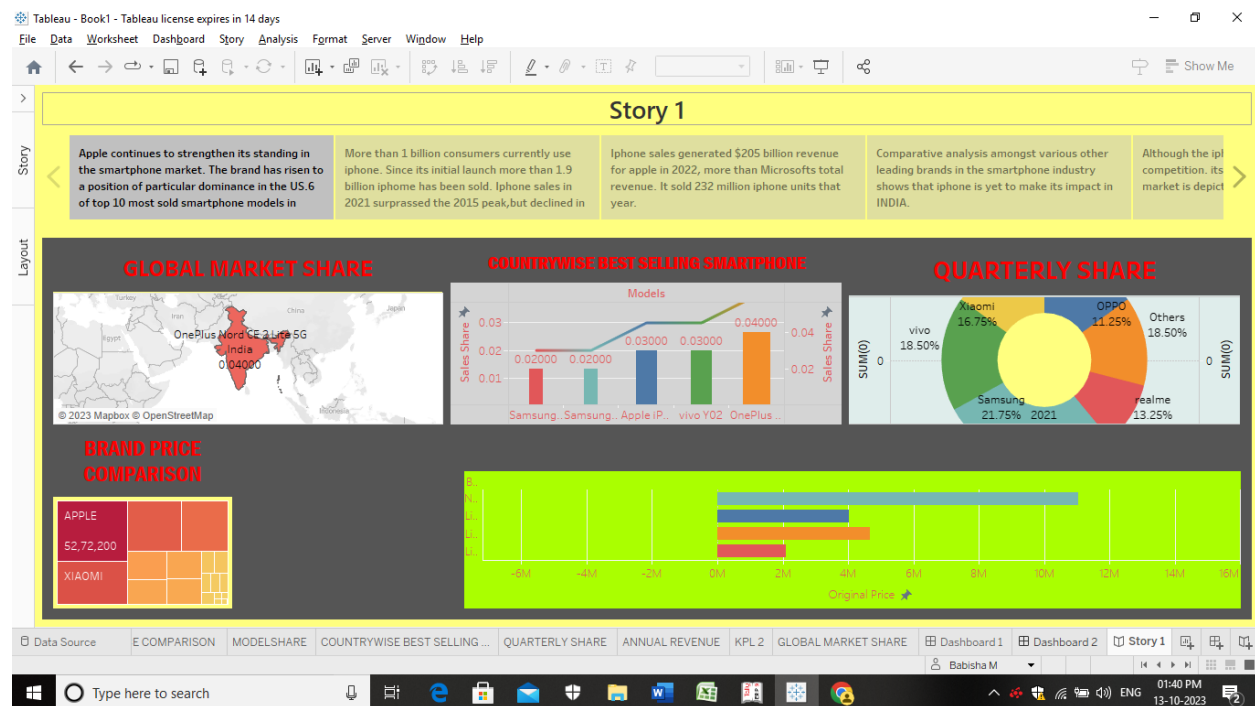 Tableau - Book1 - Tableau license expires in 14 days
File Data Worksheet Dashboard Story Analysis Format Server Window Help
Show Me
Story
Layout
Story 1
Apple continues to strengthen its standing in
the smartphone market. The brand has risen to
a position of particular dominance in the US.6
of top 10 most sold smartphone models in
More than 1 billion consumers currently use
iphone. Since its initial launch more than 1.9
billion iphome has been sold. Iphone sales in
2021 surprassed the 2015 peak,but declined in
Iphone sales generated $205 billion revenue
for apple in 2022, more than Microsofts total
revenue. It sold 232 million iphone units that
year.
Comparative analysis amongst various other
leading brands in the smartphone industry
shows that iphone is yet to make its impact in
INDIA.
Although the ipl
competition. its
market is depict
GLOBAL MARKET SHARE
Turkey
Iran
China
Japan
Egypt
OnePlus Nord CE 2 Lite 5G
India
0.04000
Indonesia
© 2023 Mapbox © OpenStreetMap
COUNTRYWISE BEST SELLING SMARTPHONE
Models
Sales Share
0.03
0.02
0.01
0.02000 0.02000 0.03000 0.03000 0.04000
0.04
0.02
Sales Share
Samsung.. Samsung.. Apple iP.. vivo Y02 OnePlus ..
QUARTERLY SHARE
SUM(0)
0
Xiaomi
16.75%
OPPO
11.25%
Others
18.50%
vivo
18.50%
Samsung
21.75%
2021
realme
13.25%
0
SUM(0)
BRAND PRICE
COMPARISON
APPLE
52,72,200
XIAOMI
B..
N..
Li..
Li..
Li..
-6M -4M -2M 0M 2M 4M 6M 8M 10M 12M 14M 16M
Original Price
Data Source E COMPARISON MODELSHARE COUNTRYWISE BEST SELLING ... QUARTERLY SHARE ANNUAL REVENUE KPL 2 GLOBAL MARKET SHARE Dashboard 1 Dashboard 2 Story 1
Babisha M
Type here to search
ENG
01:40 PM
13-10-2023
2